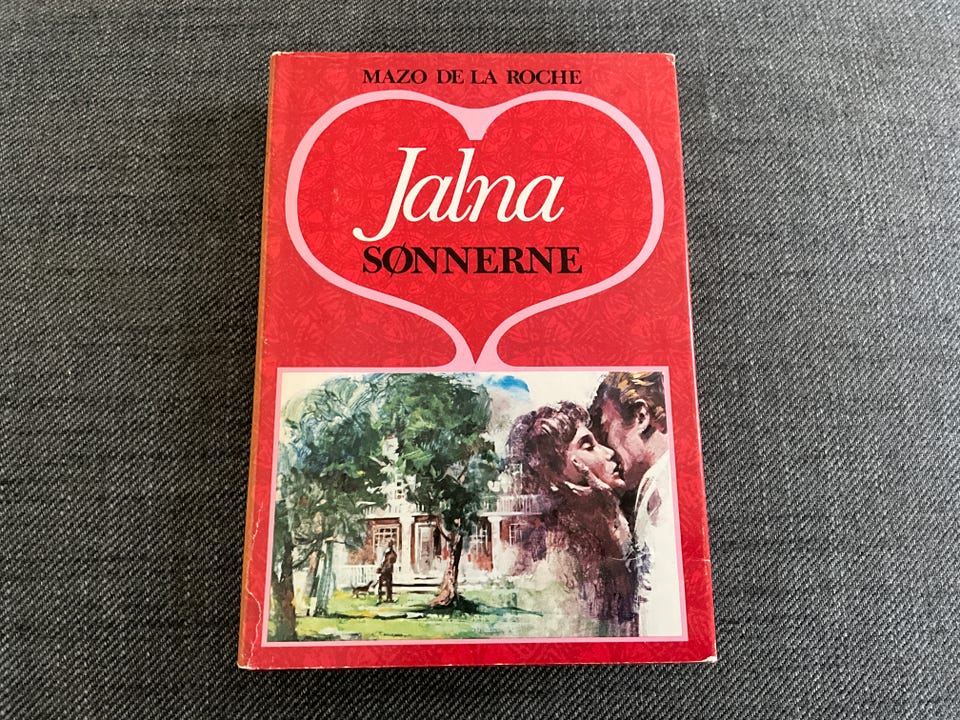 MAZO DE LA ROCHE
Jalna
SØNNERNE